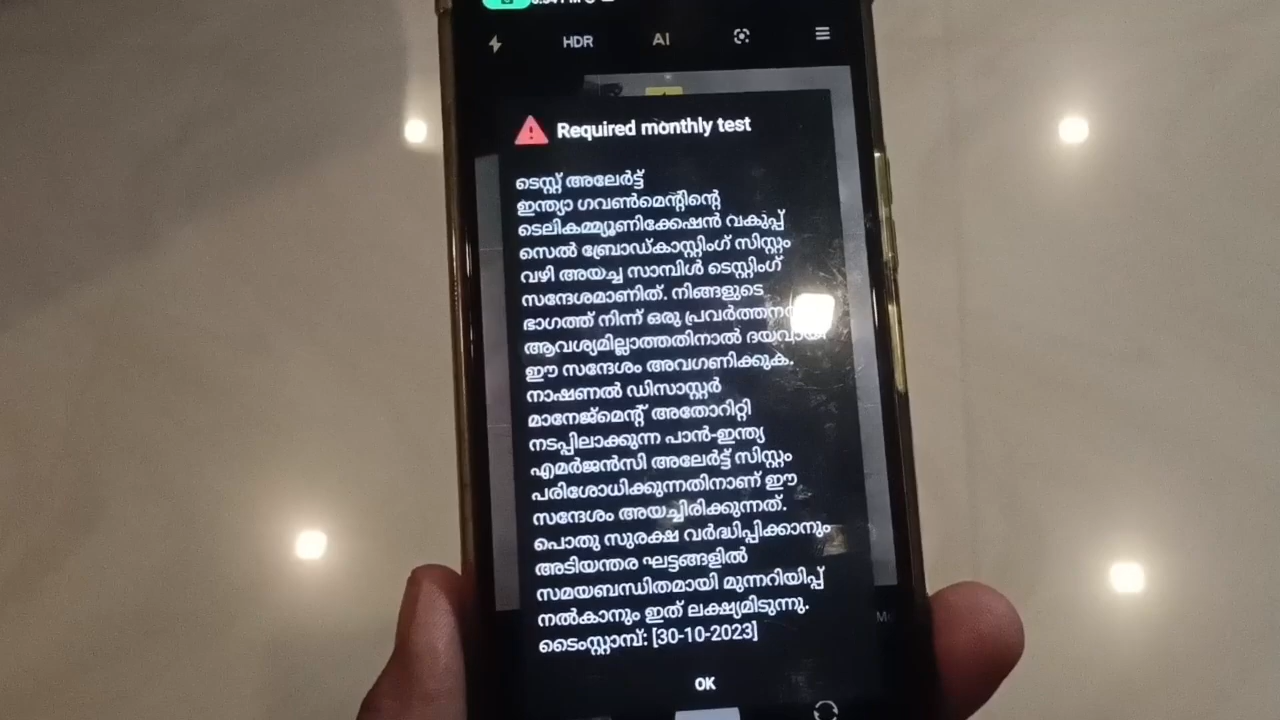 HDR
AI
Required monthly test
ടെസ്റ്റ് അലേർട്ട്
ഇന്ത്യാ ഗവൺമെന്റിന്റെ
ടെലികമ്മ്യൂണിക്കേഷൻ വകുപ്പ്
സെൽ ബ്രോഡ്കാസ്റ്റിംഗ് സിസ്റ്റം
വഴി അയച്ച സാമ്പിൾ ടെസ്റ്റിംഗ്
സന്ദേശമാണിത്. നിങ്ങളുടെ
ഭാഗത്ത് നിന്ന് ഒരു
ആവശ്യമില്ലാത്തതിനാൽ ദയവായി
ഈ സന്ദേശം അവഗണിക്കുക.
നാഷണൽ ഡിസാസ്റ്റർ
മാനേജ്മെന്റ് അതോറിറ്റി
നടപ്പിലാക്കുന്ന പാൻ-ഇന്ത്യ
എമർജൻസി അലേർട്ട് സിസ്റ്റം
പരിശോധിക്കുന്നതിനാണ് ഈ
സന്ദേശം അയച്ചിരിക്കുന്നത്.
പൊതു സുരക്ഷ വർദ്ധിപ്പിക്കാനും
അടിയന്തര ഘട്ടങ്ങളിൽ
സമയബന്ധിതമായി മുന്നറിയിപ്പ്
നൽകാനും ഇത് ലക്ഷ്യമിടുന്നു.
ടൈംസ്റ്റാമ്പ്: [30-10-2023]
OK